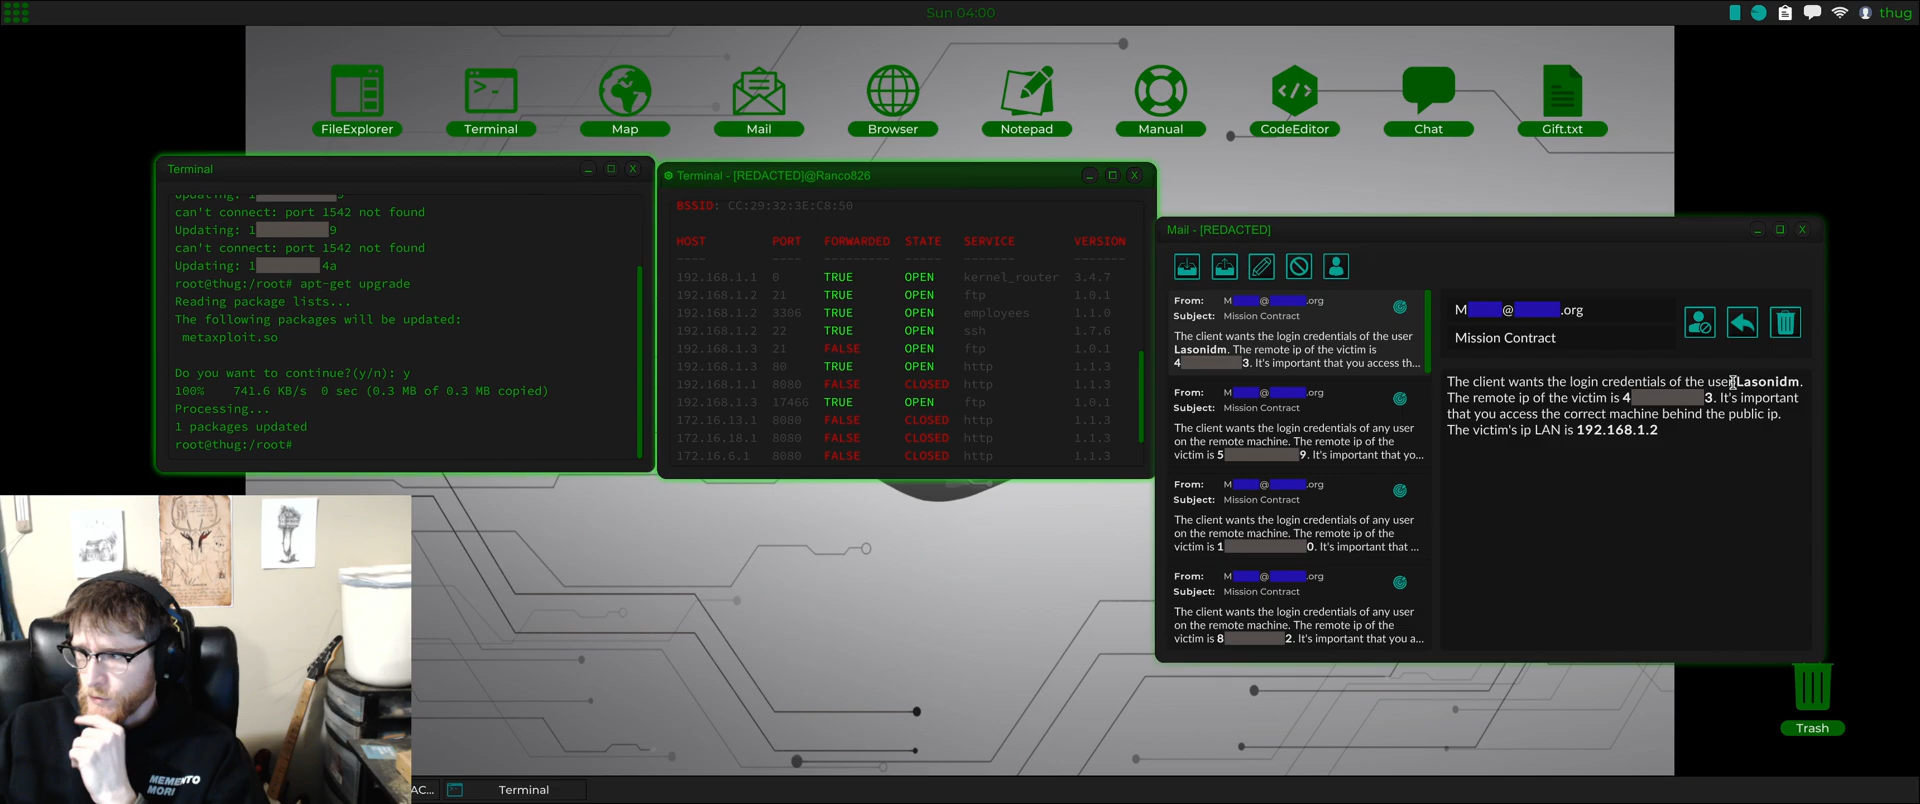 Sun 04:00
thug
FileExplorer
Terminal
Map
Mail
Browser
Notepad
Manual
CodeEditor
Chat
Gift.txt
Terminal
Updating: 1 9
can't connect: port 1542 not found
Updating: 1 9
can't connect: port 1542 not found
Updating: 1 4a
root@thug:/root# apt-get upgrade
Reading package lists...
The following packages will be updated:
metaxploit.so
Do you want to continue?(y/n): y
100% 741.6 KB/s 0 sec (0.3 MB of 0.3 MB copied)
Processing...
1 packages updated
root@thug:/root#
Terminal - [REDACTED]@Ranco826
BSSID: CC:29:32:3E:C8:50
HOST PORT FORWARDED STATE SERVICE VERSION
---- ---- --------- ----- ------- -------
192.168.1.1 0 TRUE OPEN kernel_router 3.4.7
192.168.1.2 21 TRUE OPEN ftp 1.0.1
192.168.1.2 3306 TRUE OPEN employees 1.1.0
192.168.1.2 22 TRUE OPEN ssh 1.7.6
192.168.1.3 21 FALSE OPEN ftp 1.0.1
192.168.1.3 80 TRUE OPEN http 1.1.3
192.168.1.1 8080 FALSE CLOSED http 1.1.3
192.168.1.3 17466 TRUE OPEN ftp 1.0.1
172.16.13.1 8080 FALSE CLOSED http 1.1.3
172.16.18.1 8080 FALSE CLOSED http 1.1.3
172.16.6.1 8080 FALSE CLOSED http 1.1.3
Mail - [REDACTED]
From: M @ .org
Subject: Mission Contract
The client wants the login credentials of the user
Lasonidm. The remote ip of the victim is
4 3. It's important that you access th...
From: M @ .org
Subject: Mission Contract
The client wants the login credentials of any user
on the remote machine. The remote ip of the
victim is 5 9. It's important that yo...
From: M @ .org
Subject: Mission Contract
The client wants the login credentials of any user
on the remote machine. The remote ip of the
victim is 1 0. It's important that ...
From: M @ .org
Subject: Mission Contract
The client wants the login credentials of any user
on the remote machine. The remote ip of the
victim is 8 2. It's important that you a...
M @ .org
Mission Contract
The client wants the login credentials of the user Lasonidm.
The remote ip of the victim is 4 3. It's important
that you access the correct machine behind the public ip.
The victim's ip LAN is 192.168.1.2
Trash
MEMENTO
MORI
AC...
Terminal